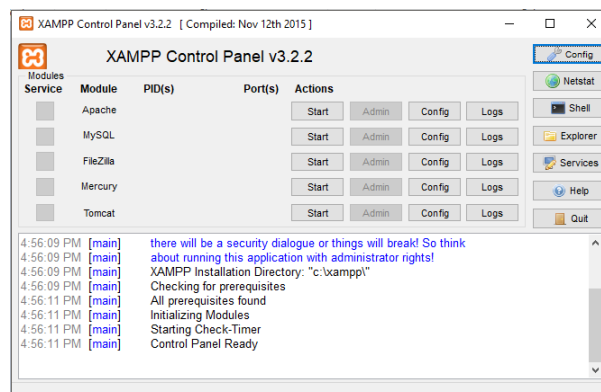 XAMPP Control Panel v3.2.2 [ Compiled: Nov 12th 2015 ]
XAMPP Control Panel v3.2.2
Config
Modules
Service Module PID(s) Port(s) Actions
Netstat
Apache Start Admin Config Logs
Shell
MySQL Start Admin Config Logs
Explorer
FileZilla Start Admin Config Logs
Services
Mercury Start Admin Config Logs
Help
Tomcat Start Admin Config Logs
Quit
4:56:09 PM [main] there will be a security dialogue or things will break! So think
4:56:09 PM [main] about running this application with administrator rights!
4:56:09 PM [main] XAMPP Installation Directory: "c:\xampp\"
4:56:09 PM [main] Checking for prerequisites
4:56:11 PM [main] All prerequisites found
4:56:11 PM [main] Initializing Modules
4:56:11 PM [main] Starting Check-Timer
4:56:11 PM [main] Control Panel Ready